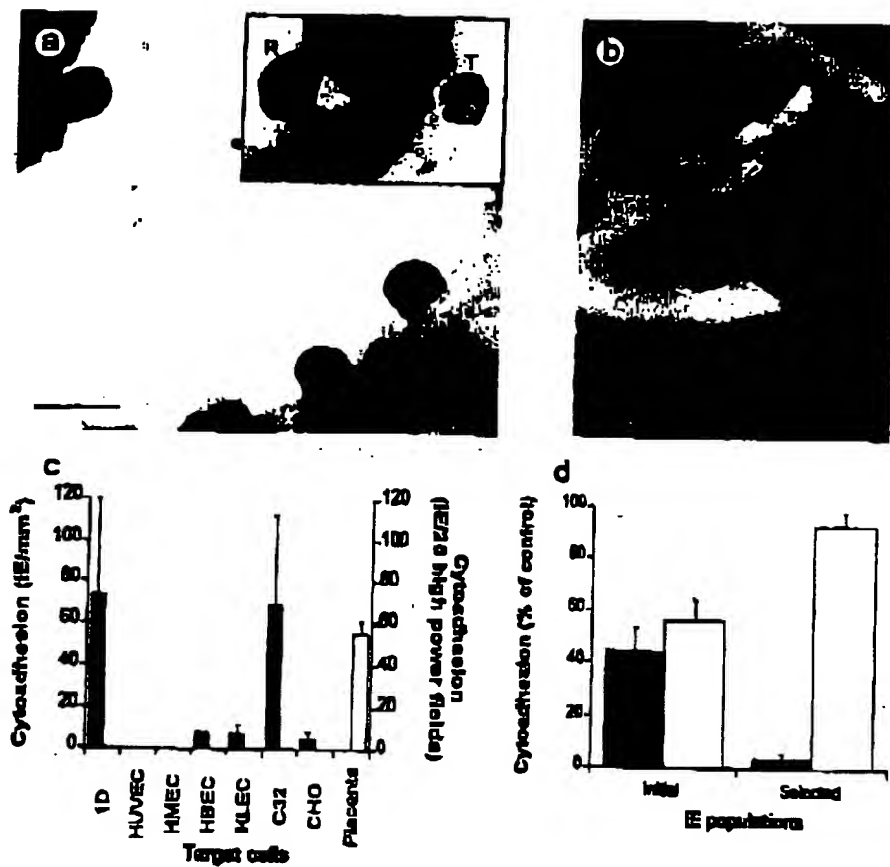 a
R
T
b
c
120
100
80
60
40
20
0
Cytoadhesion (IE/mm²)
120
100
80
60
40
20
0
Cytoadhesion
(IE/20 high power fields)
1D
HUVEC
HMEC
HBEC
KLEC
C32
CHO
Placenta
Target cells
d
100
80
60
40
20
0
Cytoadhesion (% of control)
Initial
Selected
IE populations